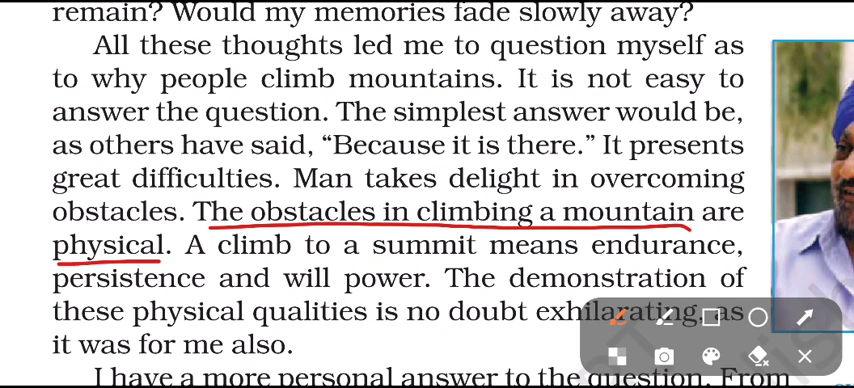 remain? Would my memories fade slowly away?
All these thoughts led me to question myself as
to why people climb mountains. It is not easy to
answer the question. The simplest answer would be,
as others have said, “Because it is there.” It presents
great difficulties. Man takes delight in overcoming
obstacles. The obstacles in climbing a mountain are
physical. A climb to a summit means endurance,
persistence and will power. The demonstration of
these physical qualities is no doubt exhilarating, as
it was for me also.
I have a more personal answer to the question. From